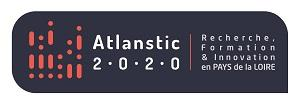 Atlanstic
2·0·2·0
Recherche,
Formation
& Innovation
en PAYS de la LOIRE